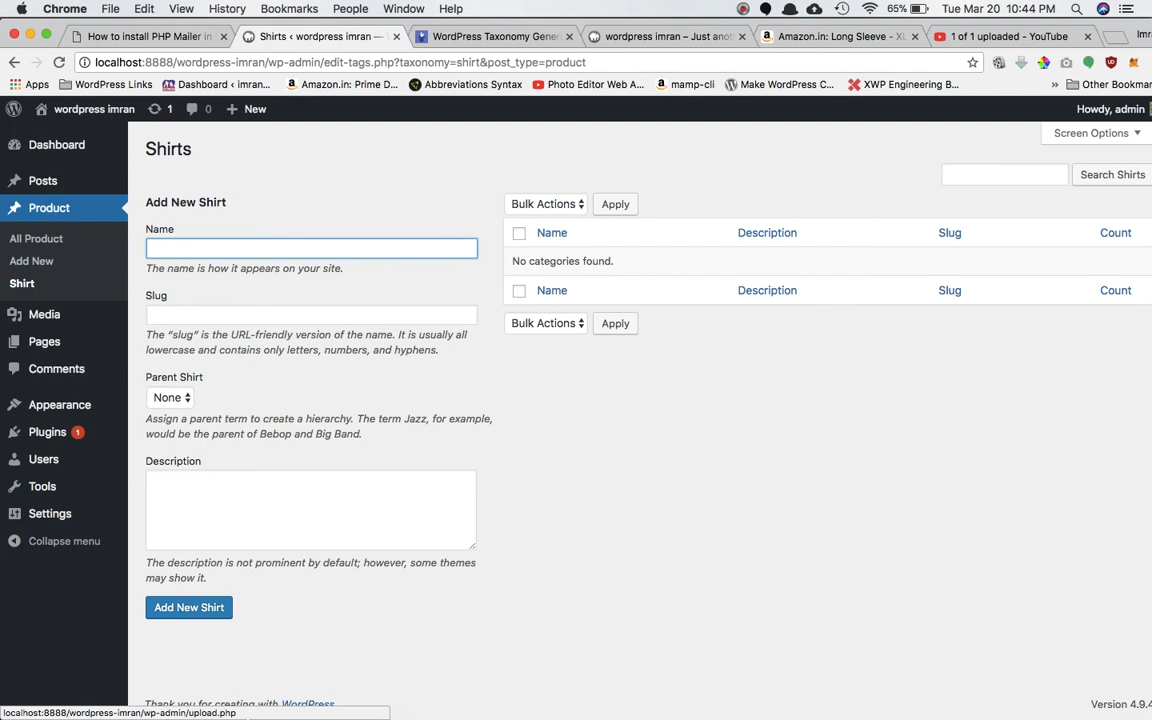 Chrome File Edit View History Bookmarks People Window Help 65% Tue Mar 20 10:44 PM
How to install PHP Mailer in Shirts ‹ wordpress imran — WordPress Taxonomy Gener wordpress imran – Just anot Amazon.in: Long Sleeve - XL 1 of 1 uploaded - YouTube Imr
localhost:8888/wordpress-imran/wp-admin/edit-tags.php?taxonomy=shirt&post_type=product
Apps WordPress Links Dashboard ‹ imran... Amazon.in: Prime D... Abbreviations Syntax Photo Editor Web A... mamp-cli Make WordPress C... XWP Engineering B... » Other Bookmar
wordpress imran 1 0 New Howdy, admin
Screen Options
Dashboard
Posts
Product
All Product
Add New
Shirt
Media
Pages
Comments
Appearance
Plugins 1
Users
Tools
Settings
Collapse menu
Shirts
Search Shirts
Add New Shirt
Name
The name is how it appears on your site.
Slug
The “slug” is the URL-friendly version of the name. It is usually all
lowercase and contains only letters, numbers, and hyphens.
Parent Shirt
None
Assign a parent term to create a hierarchy. The term Jazz, for example,
would be the parent of Bebop and Big Band.
Description
The description is not prominent by default; however, some themes
may show it.
Add New Shirt
Bulk Actions Apply
Name Description Slug Count
No categories found.
Name Description Slug Count
Bulk Actions Apply
Thank you for creating with WordPress
Version 4.9.4
localhost:8888/wordpress-imran/wp-admin/upload.php